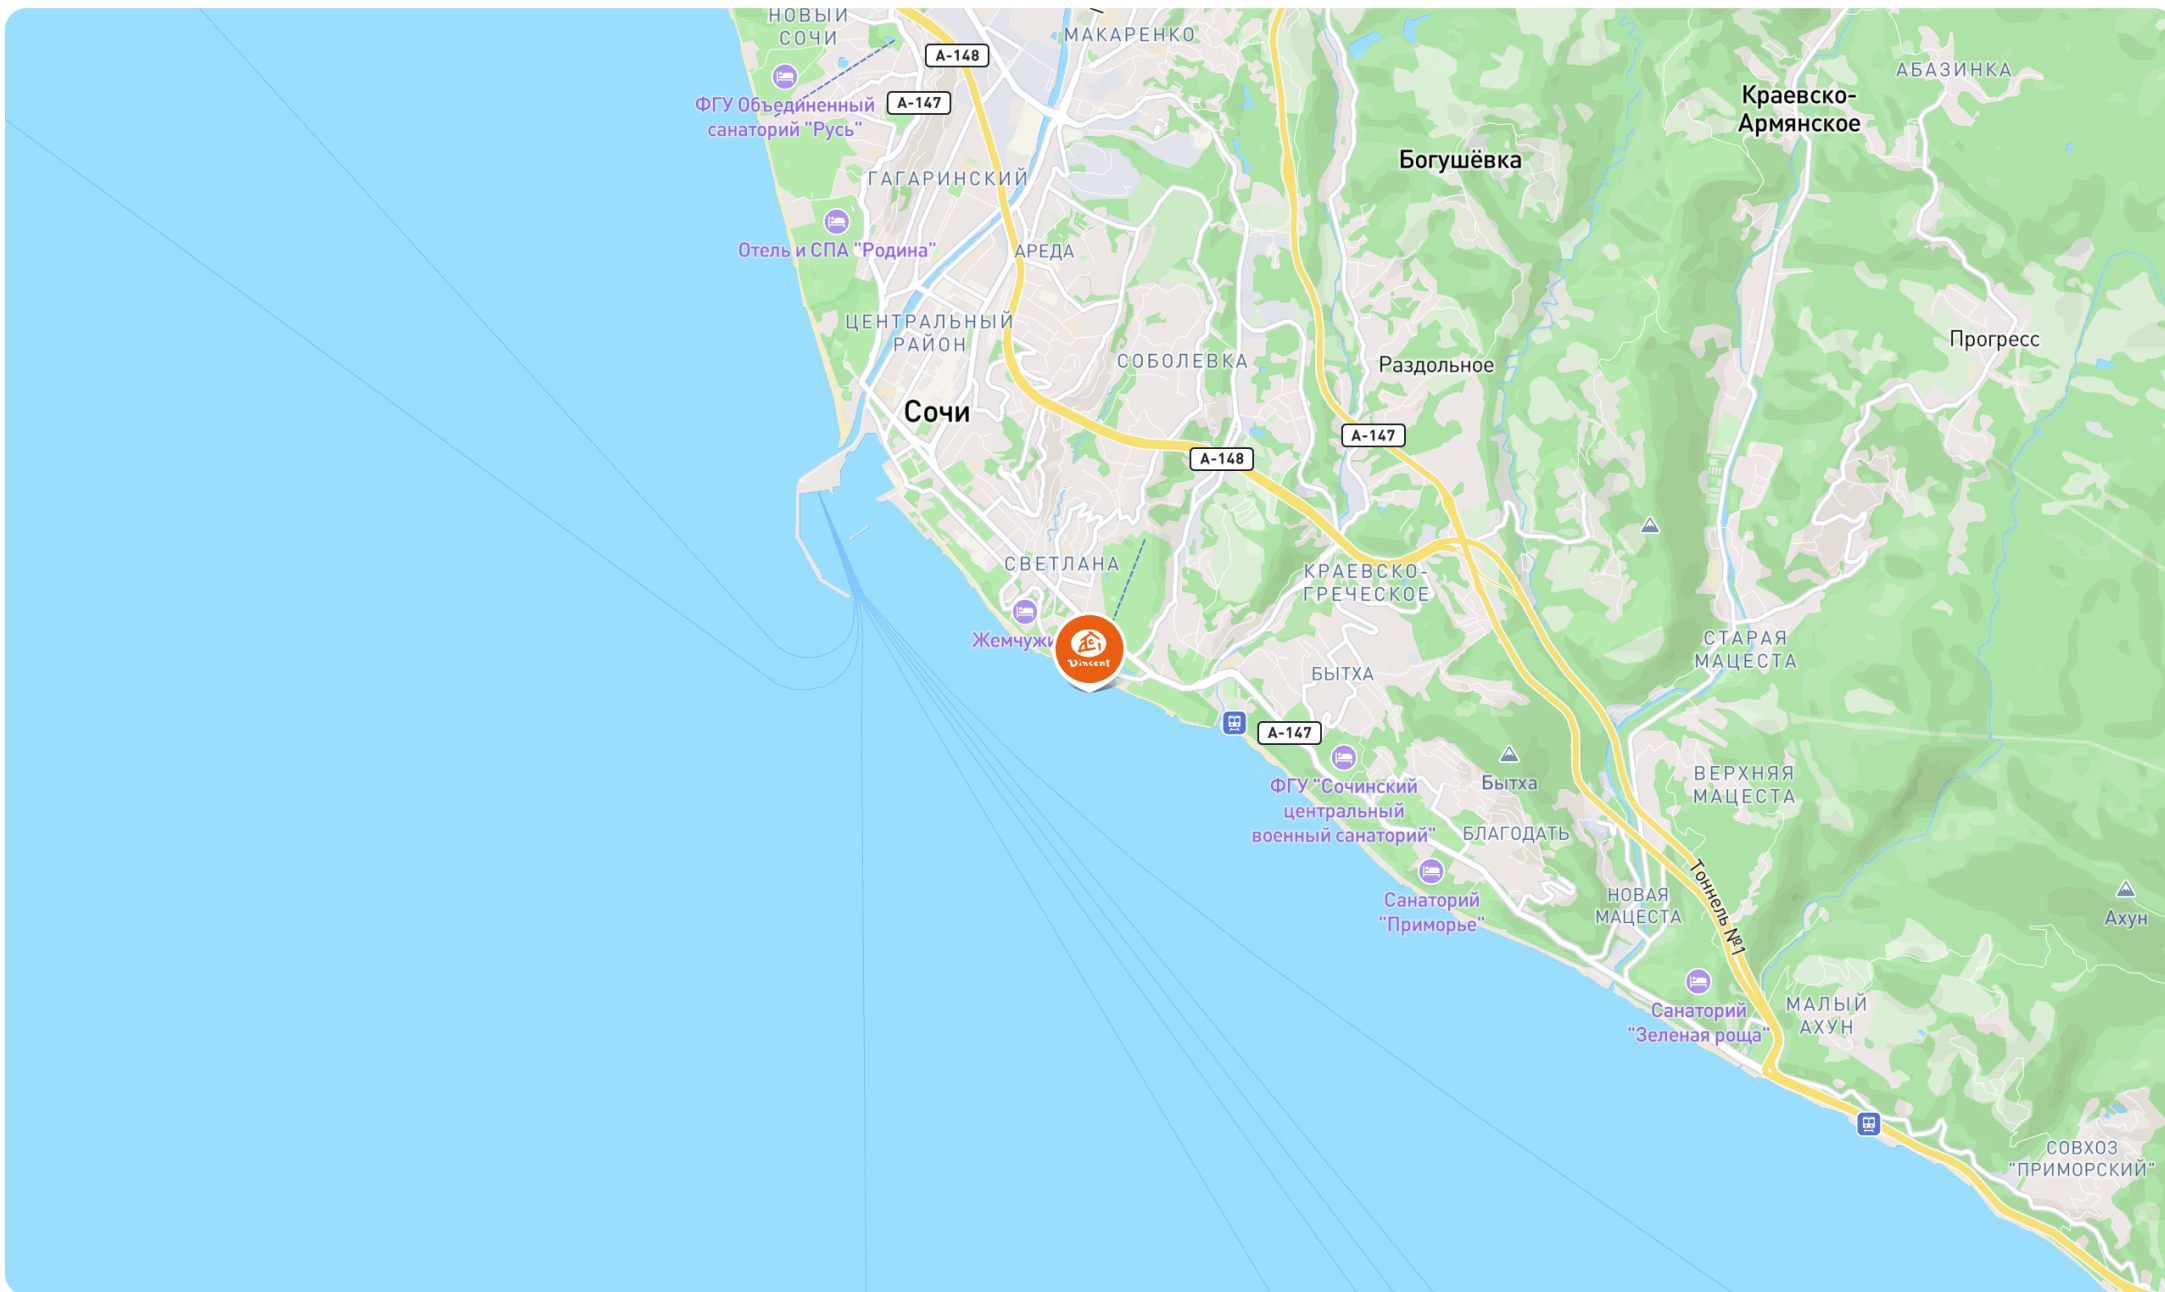 НОВЫЙ
СОЧИ
МАКАРЕНКО
А-148
АБАЗИНКА
ФГУ Объединенный
санаторий "Русь"
А-147
Краевско-
Армянское
Богушёвка
ГАГАРИНСКИЙ
Отель и СПА "Родина"
АРЕДА
ЦЕНТРАЛЬНЫЙ
РАЙОН
СОБОЛЕВКА
Раздольное
Прогресс
Сочи
А-147
А-148
СВЕТЛАНА
КРАЕВСКО-
ГРЕЧЕСКОЕ
Жемчужи
Vincent
СТАРАЯ
МАЦЕСТА
БЫТХА
А-147
ФГУ "Сочинский
центральный
военный санаторий"
Бытха
ВЕРХНЯЯ
МАЦЕСТА
БЛАГОДАТЬ
Санаторий
"Приморье"
НОВАЯ
МАЦЕСТА
Тоннель №1
Ахун
Санаторий
"Зеленая роща"
МАЛЫЙ
АХУН
СОВХОЗ
"ПРИМОРСКИЙ"